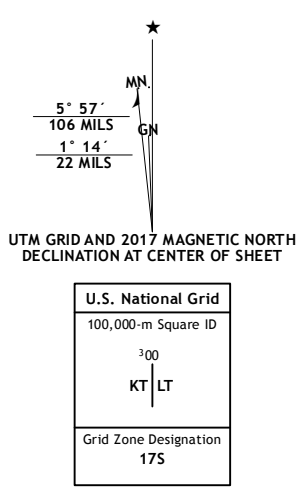 ★
MN.
5° 57´
106 MILS
GN
1° 14´
22 MILS
UTM GRID AND 2017 MAGNETIC NORTH
DECLINATION AT CENTER OF SHEET
U.S. National Grid
100,000-m Square ID
³00
KT LT
Grid Zone Designation
17S